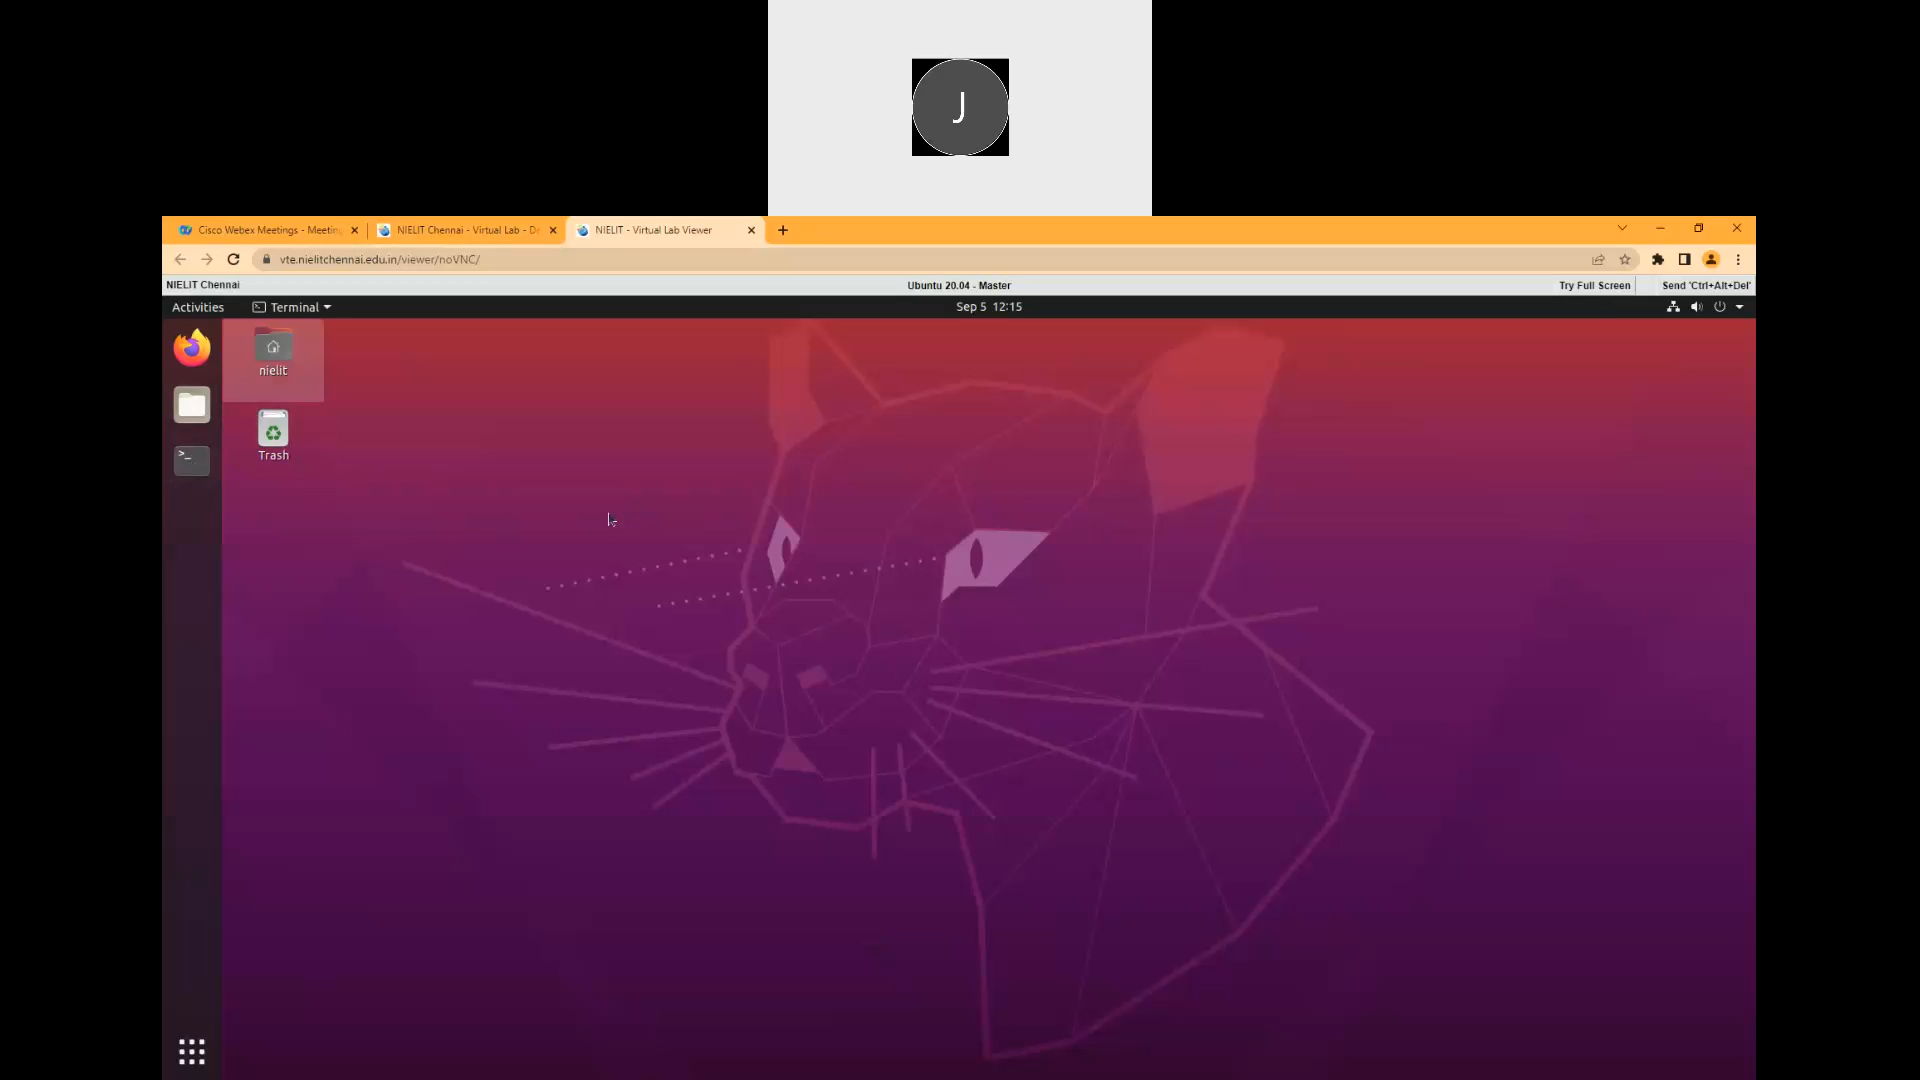 J
Cisco Webex Meetings - Meeting
NIELIT Chennai - Virtual Lab - D
NIELIT - Virtual Lab Viewer
vte.nielitchennai.edu.in/viewer/noVNC/
NIELIT Chennai
Ubuntu 20.04 - Master
Try Full Screen
Send 'Ctrl+Alt+Del'
Activities
Terminal
Sep 5 12:15
nielit
Trash
>_